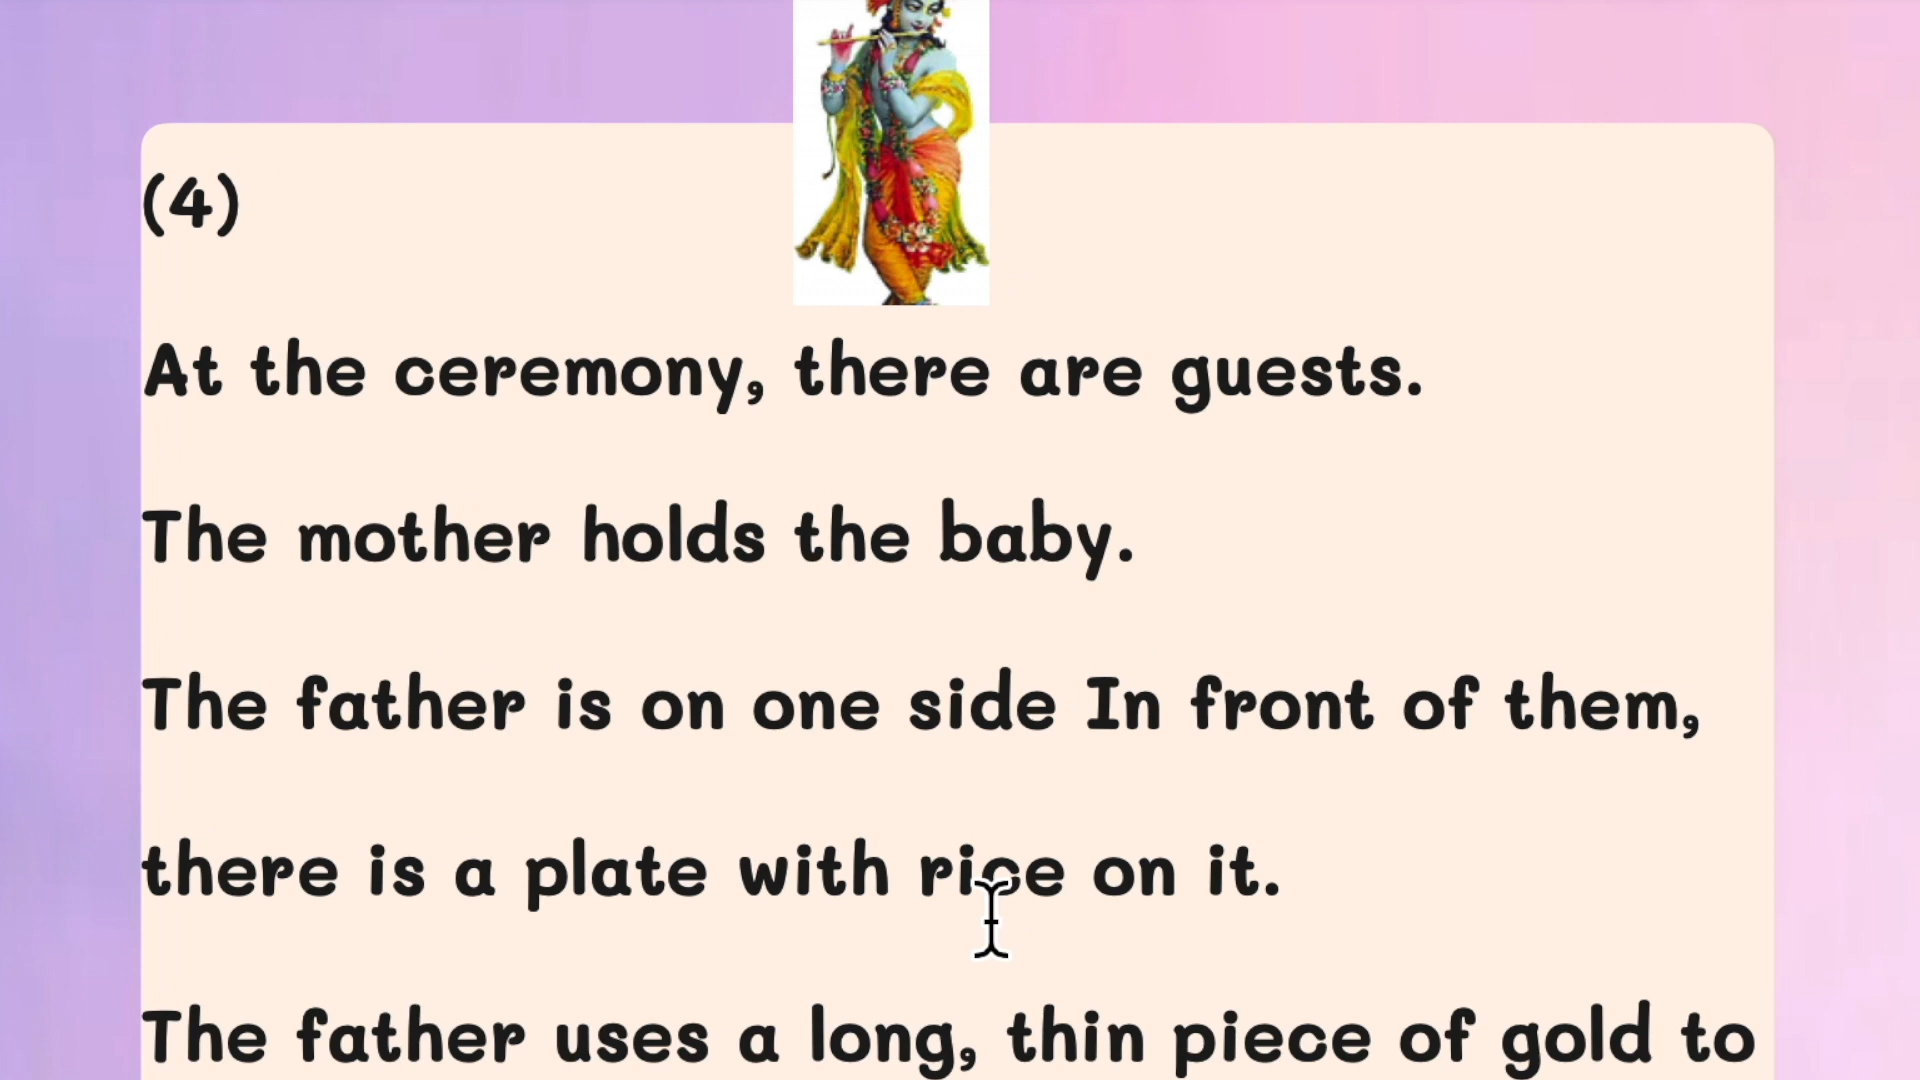 (4)
At the ceremony, there are guests.
The mother holds the baby.
The father is on one side In front of them,
there is a plate with rice on it.
The father uses a long, thin piece of gold to